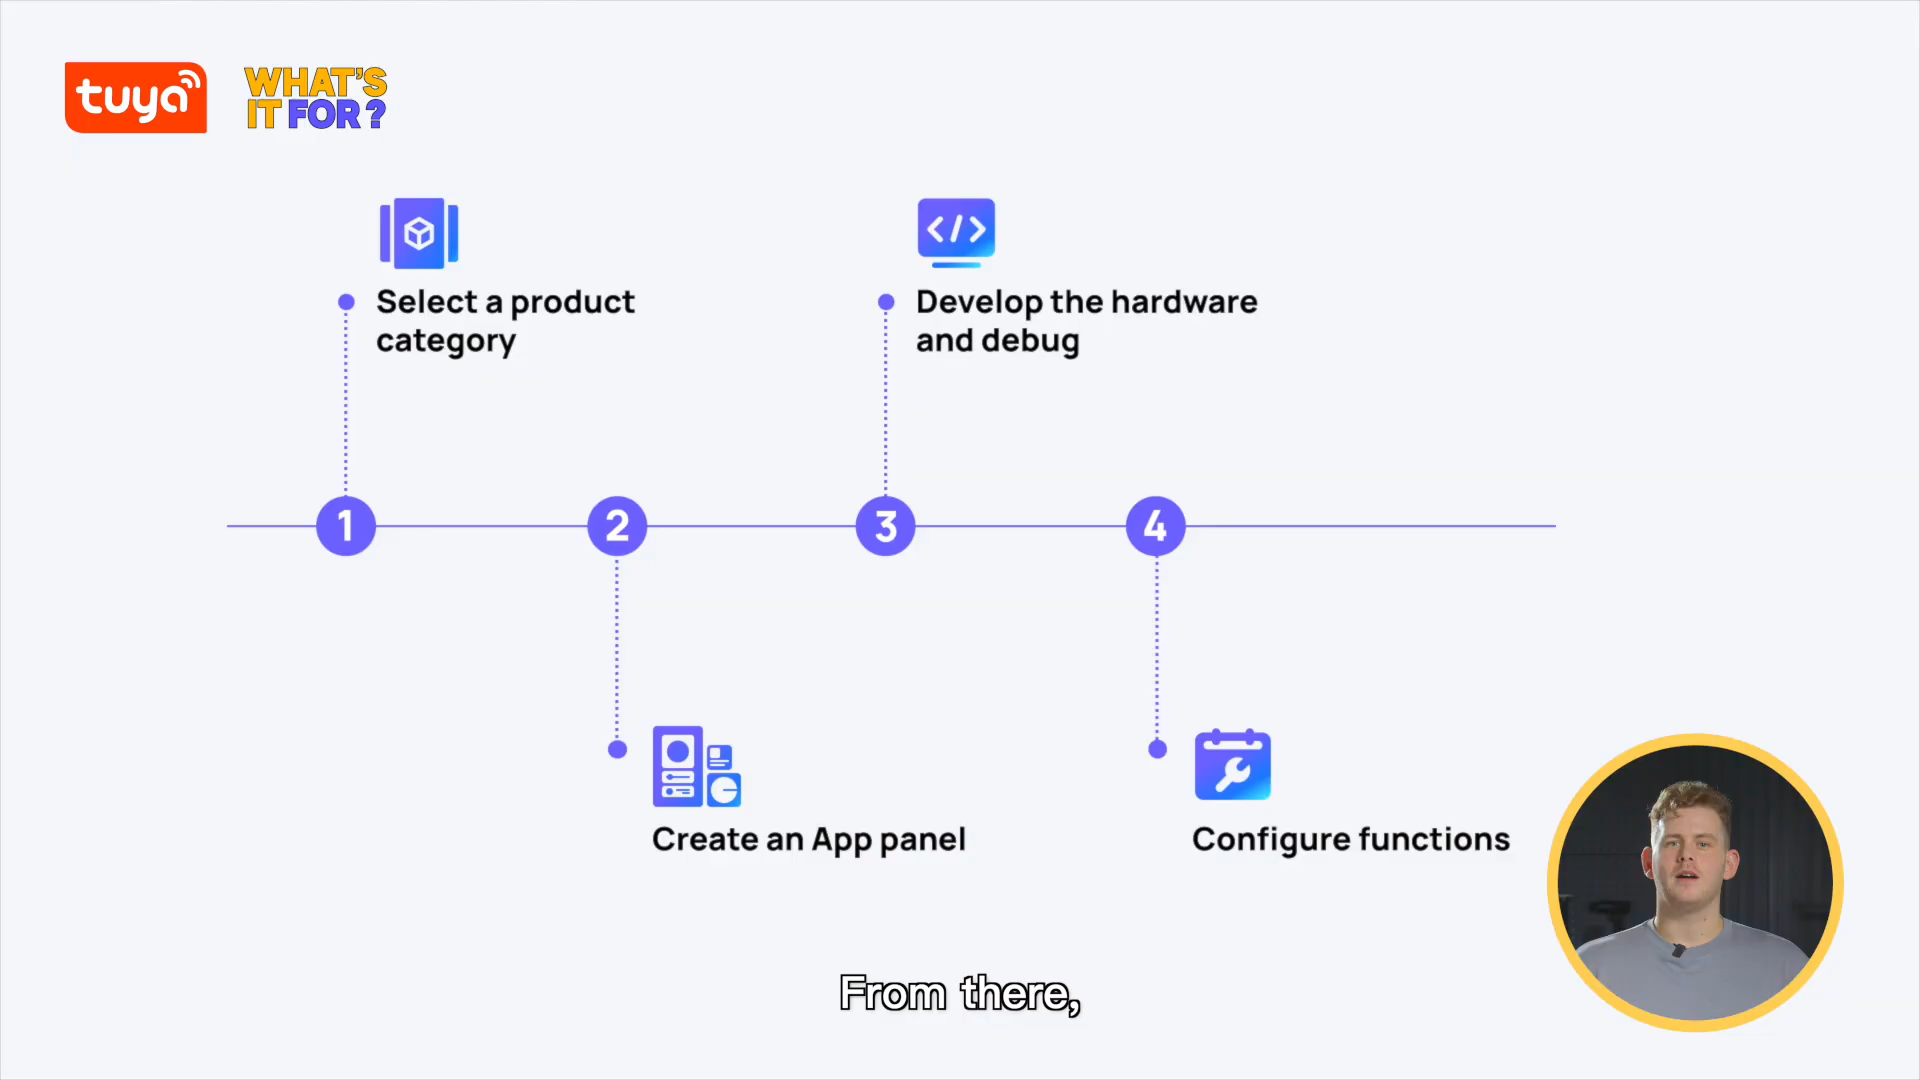 tuya
WHAT'S
IT FOR?
</>
Select a product
category
Develop the hardware
and debug
1
2
3
4
Create an App panel
Configure functions
From there,